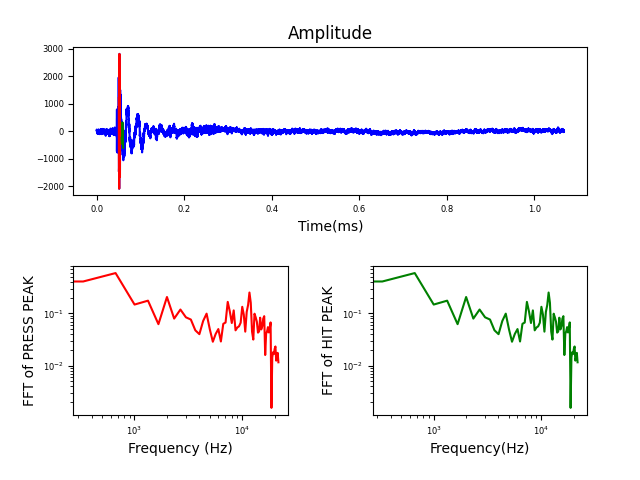 Amplitude
3000
2000
1000
0
−1000
−2000
0.0 0.2 0.4 0.6 0.8 1.0
Time(ms)
FFT of PRESS PEAK
10⁻¹
10⁻²
10³ 10⁴
Frequency (Hz)
FFT of HIT PEAK
10⁻¹
10⁻²
10³ 10⁴
Frequency(Hz)